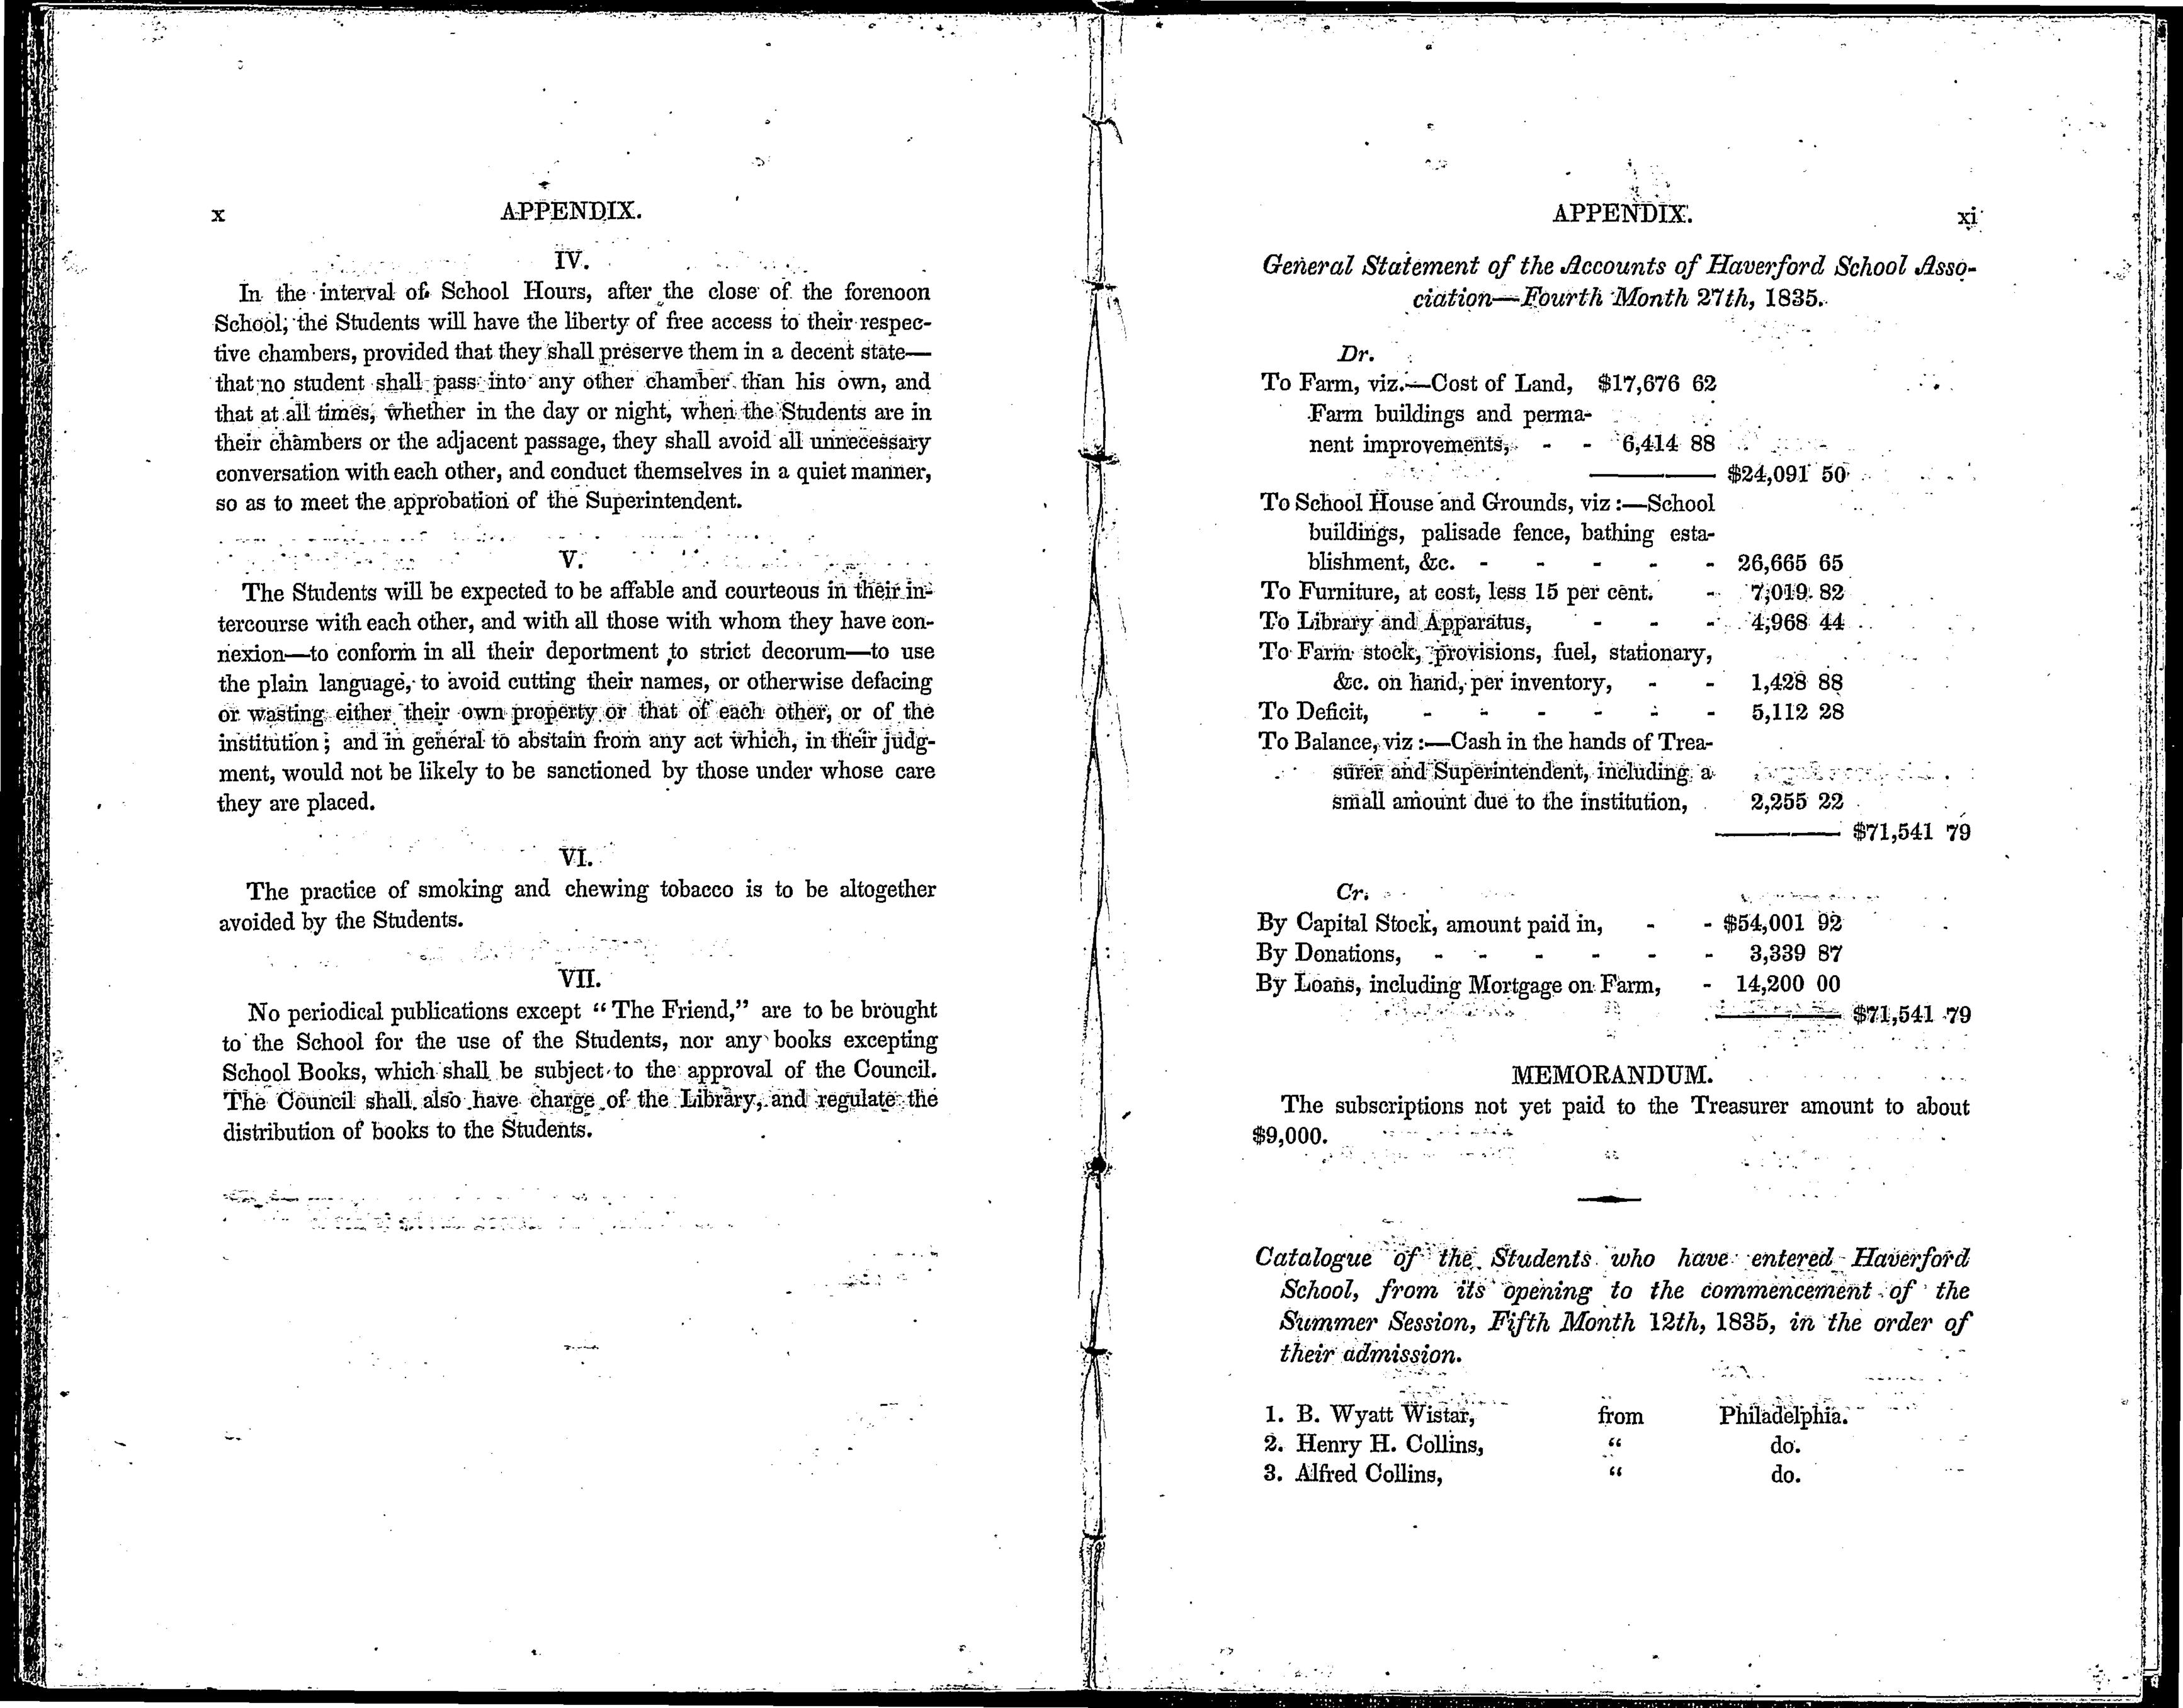 x
APPENDIX.
IV.
In the interval of School Hours, after the close of the forenoon
School, the Students will have the liberty of free access to their respec-
tive chambers, provided that they shall preserve them in a decent state—
that no student shall pass into any other chamber than his own, and
that at all times, whether in the day or night, when the Students are in
their chambers or the adjacent passage, they shall avoid all unnecessary
conversation with each other, and conduct themselves in a quiet manner,
so as to meet the approbation of the Superintendent.
V.
The Students will be expected to be affable and courteous in their in-
tercourse with each other, and with all those with whom they have con-
nexion—to conform in all their deportment to strict decorum—to use
the plain language, to avoid cutting their names, or otherwise defacing
or wasting either their own property or that of each other, or of the
institution; and in general to abstain from any act which, in their judg-
ment, would not be likely to be sanctioned by those under whose care
they are placed.
VI.
The practice of smoking and chewing tobacco is to be altogether
avoided by the Students.
VII.
No periodical publications except “The Friend,” are to be brought
to the School for the use of the Students, nor any books excepting
School Books, which shall be subject to the approval of the Council.
The Council shall also have charge of the Library, and regulate the
distribution of books to the Students.
APPENDIX.
xi
General Statement of the Accounts of Haverford School Asso-
ciation—Fourth Month 27th, 1835.
Dr.
To Farm, viz.—Cost of Land, $17,676 62
Farm buildings and perma-
nent improvements, - - 6,414 88
$24,091 50
To School House and Grounds, viz:—School
buildings, palisade fence, bathing esta-
blishment, &c. - - - - - 26,665 65
To Furniture, at cost, less 15 per cent. - 7,019 82
To Library and Apparatus, - - - 4,968 44
To Farm stock, provisions, fuel, stationary,
&c. on hand, per inventory, - - 1,428 88
To Deficit, - - - - - - 5,112 28
To Balance, viz:—Cash in the hands of Trea-
surer and Superintendent, including a
small amount due to the institution, 2,255 22
$71,541 79
Cr.
By Capital Stock, amount paid in, - - $54,001 92
By Donations, - - - - - - 3,339 87
By Loans, including Mortgage on Farm, - 14,200 00
$71,541 79
MEMORANDUM.
The subscriptions not yet paid to the Treasurer amount to about
$9,000.
Catalogue of the Students who have entered Haverford
School, from its opening to the commencement of the
Summer Session, Fifth Month 12th, 1835, in the order of
their admission.
1. B. Wyatt Wistar, from Philadelphia.
2. Henry H. Collins, “ do.
3. Alfred Collins, “ do.